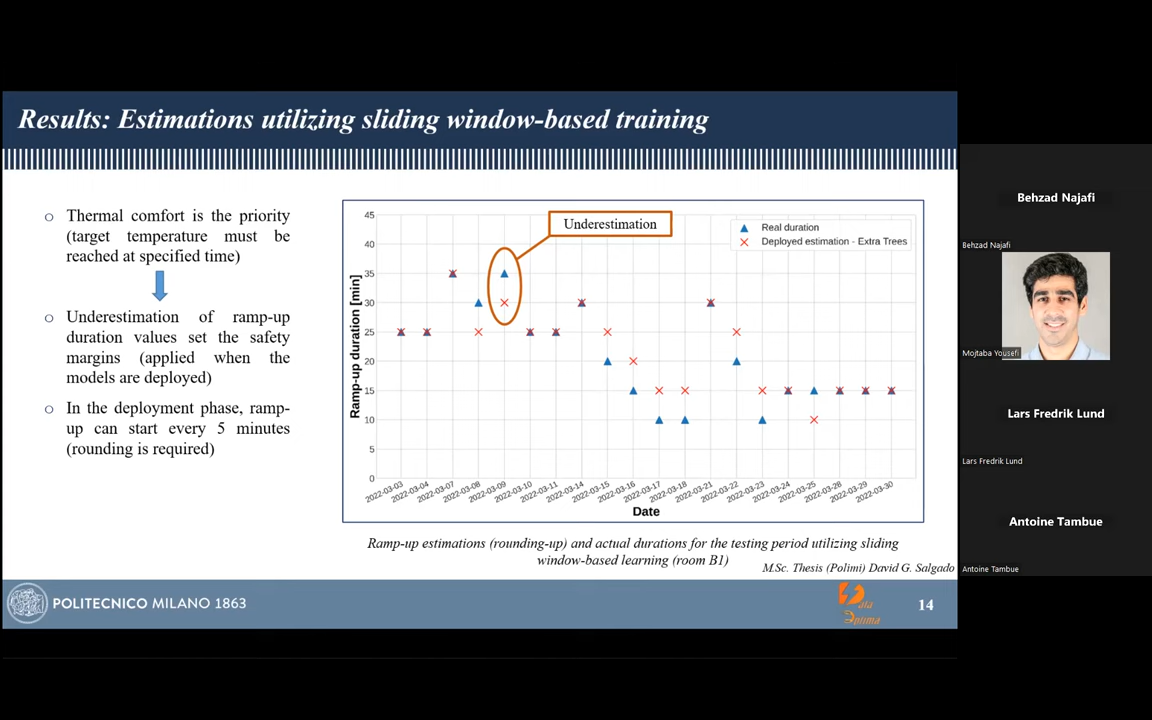 Results: Estimations utilizing sliding window-based training
Thermal comfort is the priority
(target temperature must be
reached at specified time)
Underestimation of ramp-up
duration values set the safety
margins (applied when the
models are deployed)
In the deployment phase, ramp-
up can start every 5 minutes
(rounding is required)
Underestimation
Real duration
Deployed estimation - Extra Trees
Ramp-up duration [min]
45
40
35
30
25
20
15
10
5
0
2022-03-03
2022-03-04
2022-03-07
2022-03-08
2022-03-09
2022-03-10
2022-03-11
2022-03-14
2022-03-15
2022-03-16
2022-03-17
2022-03-18
2022-03-21
2022-03-22
2022-03-23
2022-03-24
2022-03-25
2022-03-28
2022-03-29
2022-03-30
Date
Ramp-up estimations (rounding-up) and actual durations for the testing period utilizing sliding
window-based learning (room B1)
M.Sc. Thesis (Polimi) David G. Salgado
POLITECNICO MILANO 1863
14
Behzad Najafi
Behzad Najafi
Mojtaba Yousefi
Lars Fredrik Lund
Lars Fredrik Lund
Antoine Tambue
Antoine Tambue